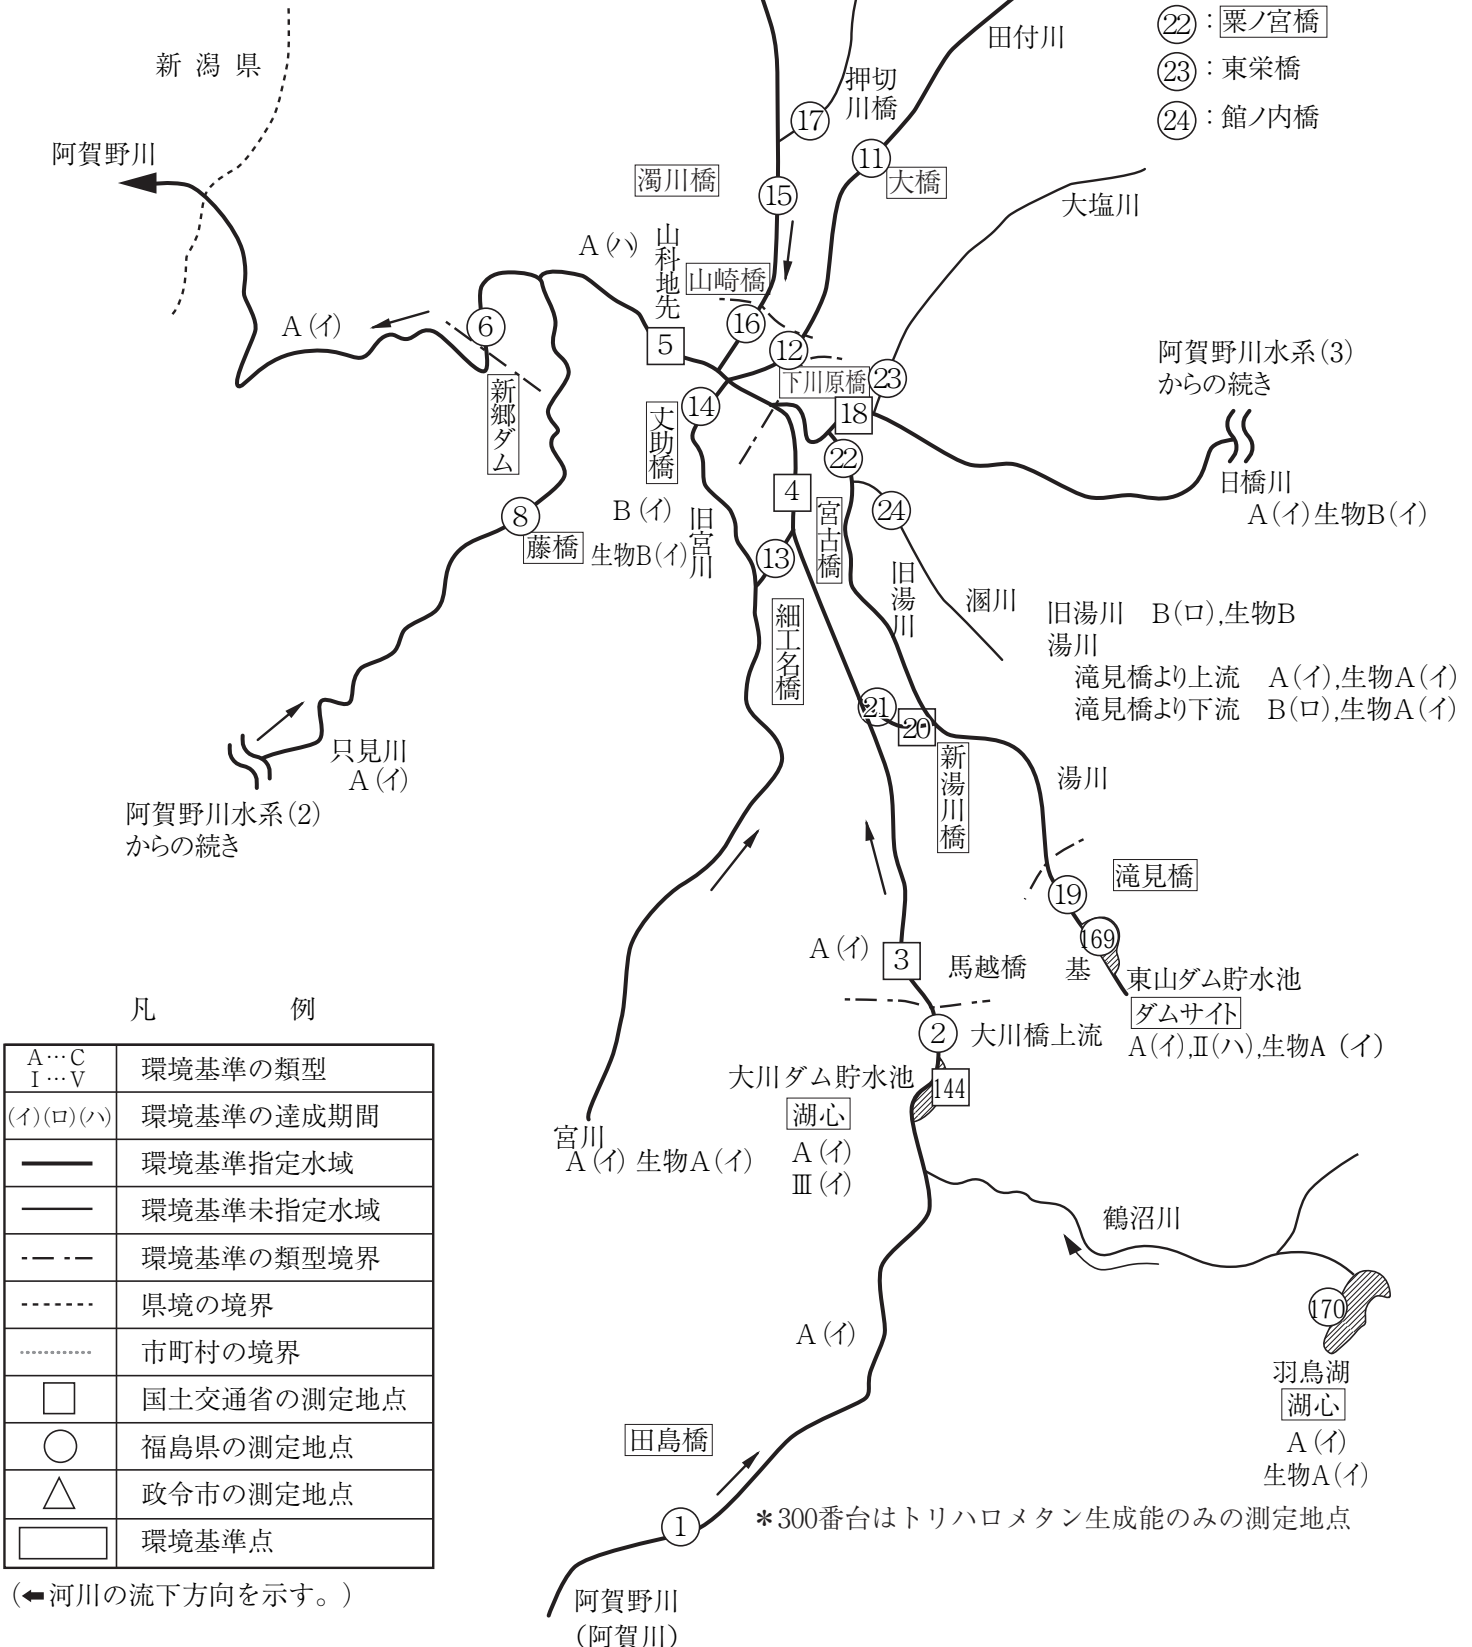 新潟県
阿賀野川
田付川
㉒：粟ノ宮橋
㉓：東栄橋
㉔：館ノ内橋
押切
川橋
17
11
大橋
濁川橋
15
大塩川
A(ハ)
山科地先
山崎橋
16
A(イ)
6
5
12
下川原橋
23
18
阿賀野川水系(3)
からの続き
新郷ダム
14
丈助橋
22
4
日橋川
A(イ)生物B(イ)
8
藤橋
B(イ)
生物B(イ)
旧宮川
13
宮古橋
24
旧湯川
溷川
細工名橋
旧湯川　B(ロ),生物B
湯川
滝見橋より上流　A(イ),生物A(イ)
滝見橋より下流　B(ロ),生物A(イ)
21
20
新湯川橋
湯川
只見川
A(イ)
阿賀野川水系(2)
からの続き
滝見橋
19
169
基
A(イ)
3
馬越橋
東山ダム貯水池
ダムサイト
A(イ),Ⅱ(ハ),生物A（イ）
2
大川橋上流
大川ダム貯水池
144
湖心
A(イ)
Ⅲ(イ)
宮川
A(イ) 生物A(イ)
鶴沼川
170
羽鳥湖
湖心
A(イ)
生物A(イ)
A(イ)
田島橋
1
＊300番台はトリハロメタン生成能のみの測定地点
阿賀野川
（阿賀川）
凡　　例
A…C
I…V
環境基準の類型
(イ)(ロ)(ハ)
環境基準の達成期間
環境基準指定水域
環境基準未指定水域
環境基準の類型境界
県境の境界
市町村の境界
国土交通省の測定地点
福島県の測定地点
政令市の測定地点
環境基準点
（←河川の流下方向を示す。）